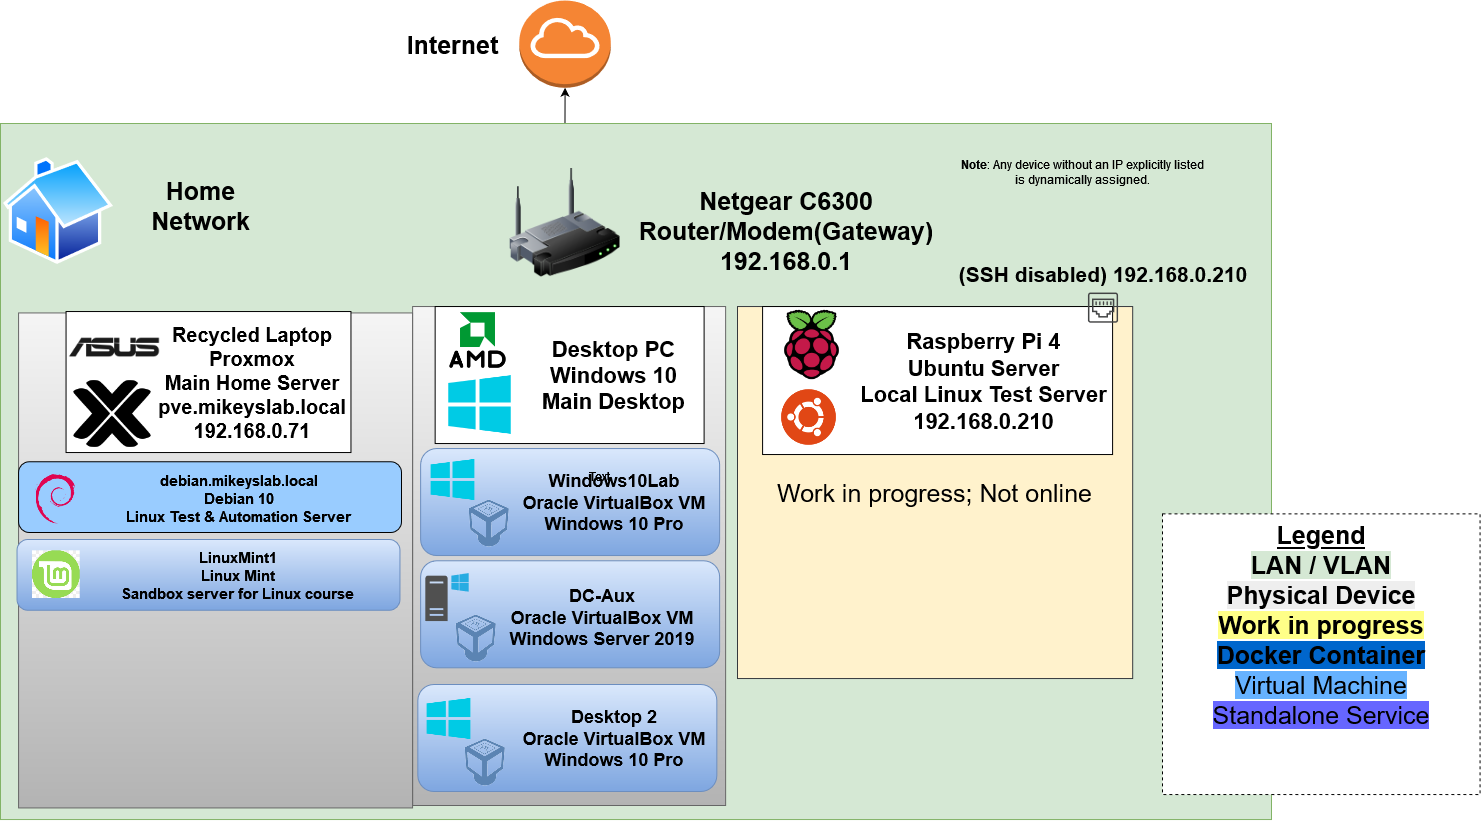 Internet
Home
Network
Note: Any device without an IP explicitly listed
is dynamically assigned.
Netgear C6300
Router/Modem(Gateway)
192.168.0.1
(SSH disabled) 192.168.0.210
ASUS
Recycled Laptop
Proxmox
Main Home Server
pve.mikeyslab.local
192.168.0.71
debian.mikeyslab.local
Debian 10
Linux Test & Automation Server
LinuxMint1
Linux Mint
Sandbox server for Linux course
AMD
Desktop PC
Windows 10
Main Desktop
Text
Windows10Lab
Oracle VirtualBox VM
Windows 10 Pro
DC-Aux
Oracle VirtualBox VM
Windows Server 2019
Desktop 2
Oracle VirtualBox VM
Windows 10 Pro
Raspberry Pi 4
Ubuntu Server
Local Linux Test Server
192.168.0.210
Work in progress; Not online
Legend
LAN / VLAN
Physical Device
Work in progress
Docker Container
Virtual Machine
Standalone Service